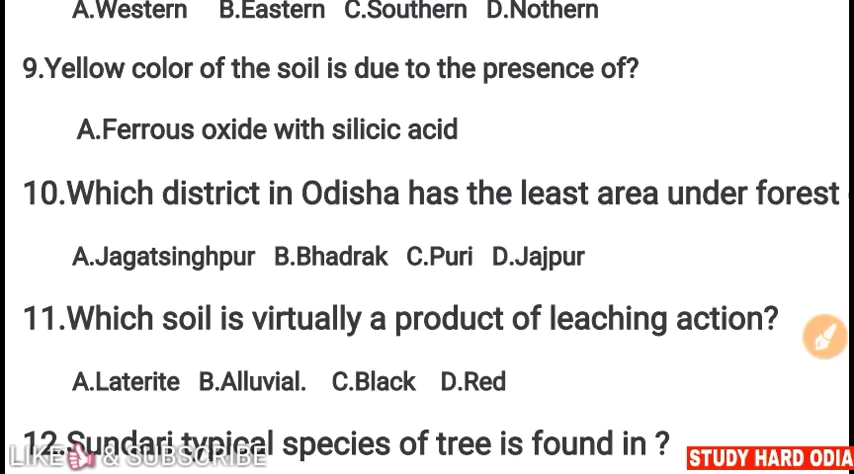 A.Western B.Eastern C.Southern D.Nothern
9.Yellow color of the soil is due to the presence of?
A.Ferrous oxide with silicic acid
10.Which district in Odisha has the least area under forest
A.Jagatsinghpur B.Bhadrak C.Puri D.Jajpur
11.Which soil is virtually a product of leaching action?
A.Laterite B.Alluvial. C.Black D.Red
12.Sundari typical species of tree is found in ?
LIKE & SUBSCRIBE
STUDY HARD ODIA